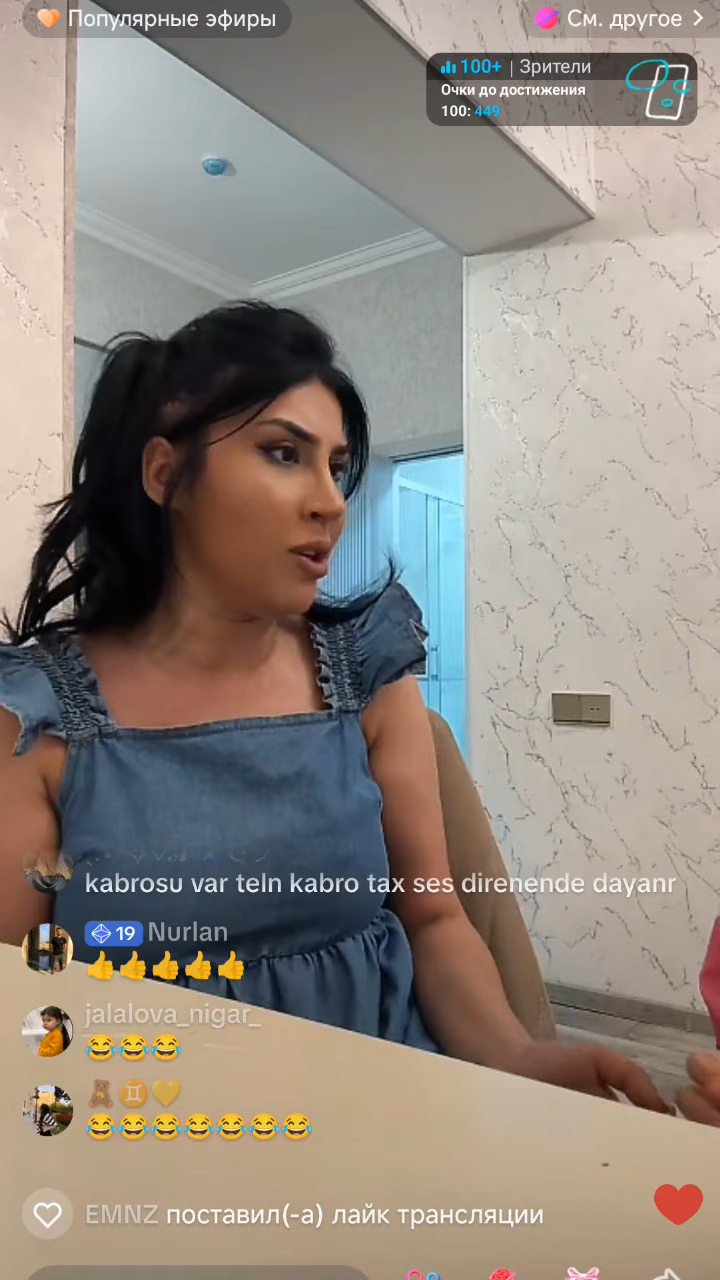 Популярные эфиры
См. другое
100+ | Зрители
Очки до достижения
100: 449
kabrosu var teln kabro tax ses direnende dayanr
19 Nurlan
👍👍👍👍👍
jalalova_nigar_
😂😂😂
🧸♊💛
😂😂😂😂😂😂😂
EMNZ поставил(-а) лайк трансляции